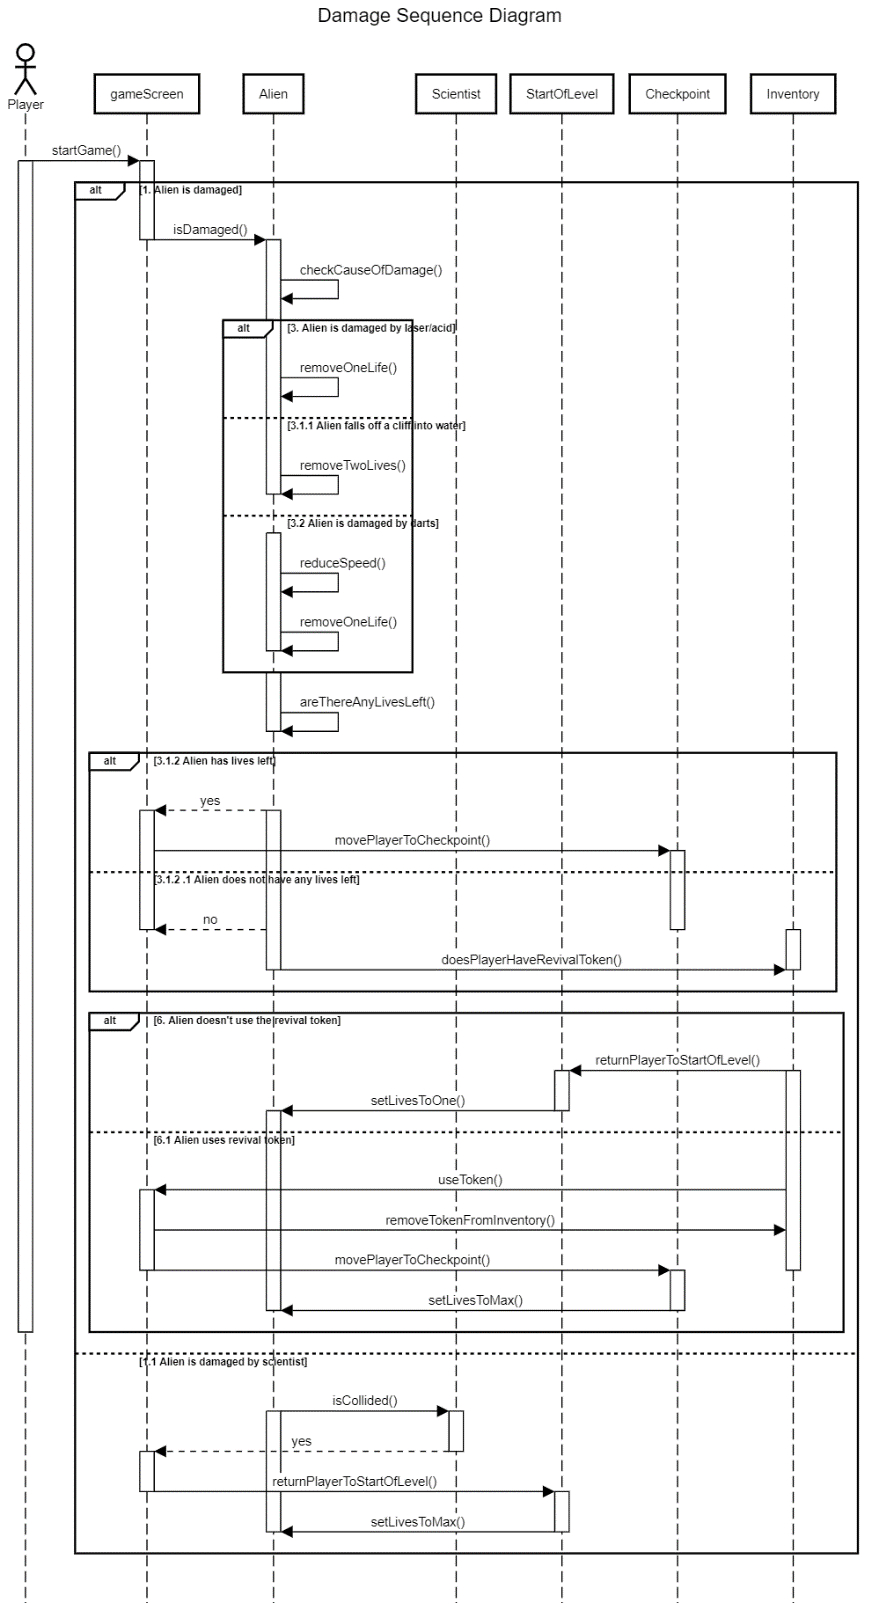 Damage Sequence Diagram
Player
gameScreen
Alien
Scientist
StartOfLevel
Checkpoint
Inventory
startGame()
alt
[1. Alien is damaged]
isDamaged()
checkCauseOfDamage()
alt
[3. Alien is damaged by laser/acid]
removeOneLife()
[3.1.1 Alien falls off a cliff into water]
removeTwoLives()
[3.2 Alien is damaged by darts]
reduceSpeed()
removeOneLife()
areThereAnyLivesLeft()
alt
[3.1.2 Alien has lives left]
yes
movePlayerToCheckpoint()
[3.1.2 .1 Alien does not have any lives left]
no
doesPlayerHaveRevivalToken()
alt
[6. Alien doesn't use the revival token]
returnPlayerToStartOfLevel()
setLivesToOne()
[6.1 Alien uses revival token]
useToken()
removeTokenFromInventory()
movePlayerToCheckpoint()
setLivesToMax()
[1.1 Alien is damaged by scientist]
isCollided()
yes
returnPlayerToStartOfLevel()
setLivesToMax()